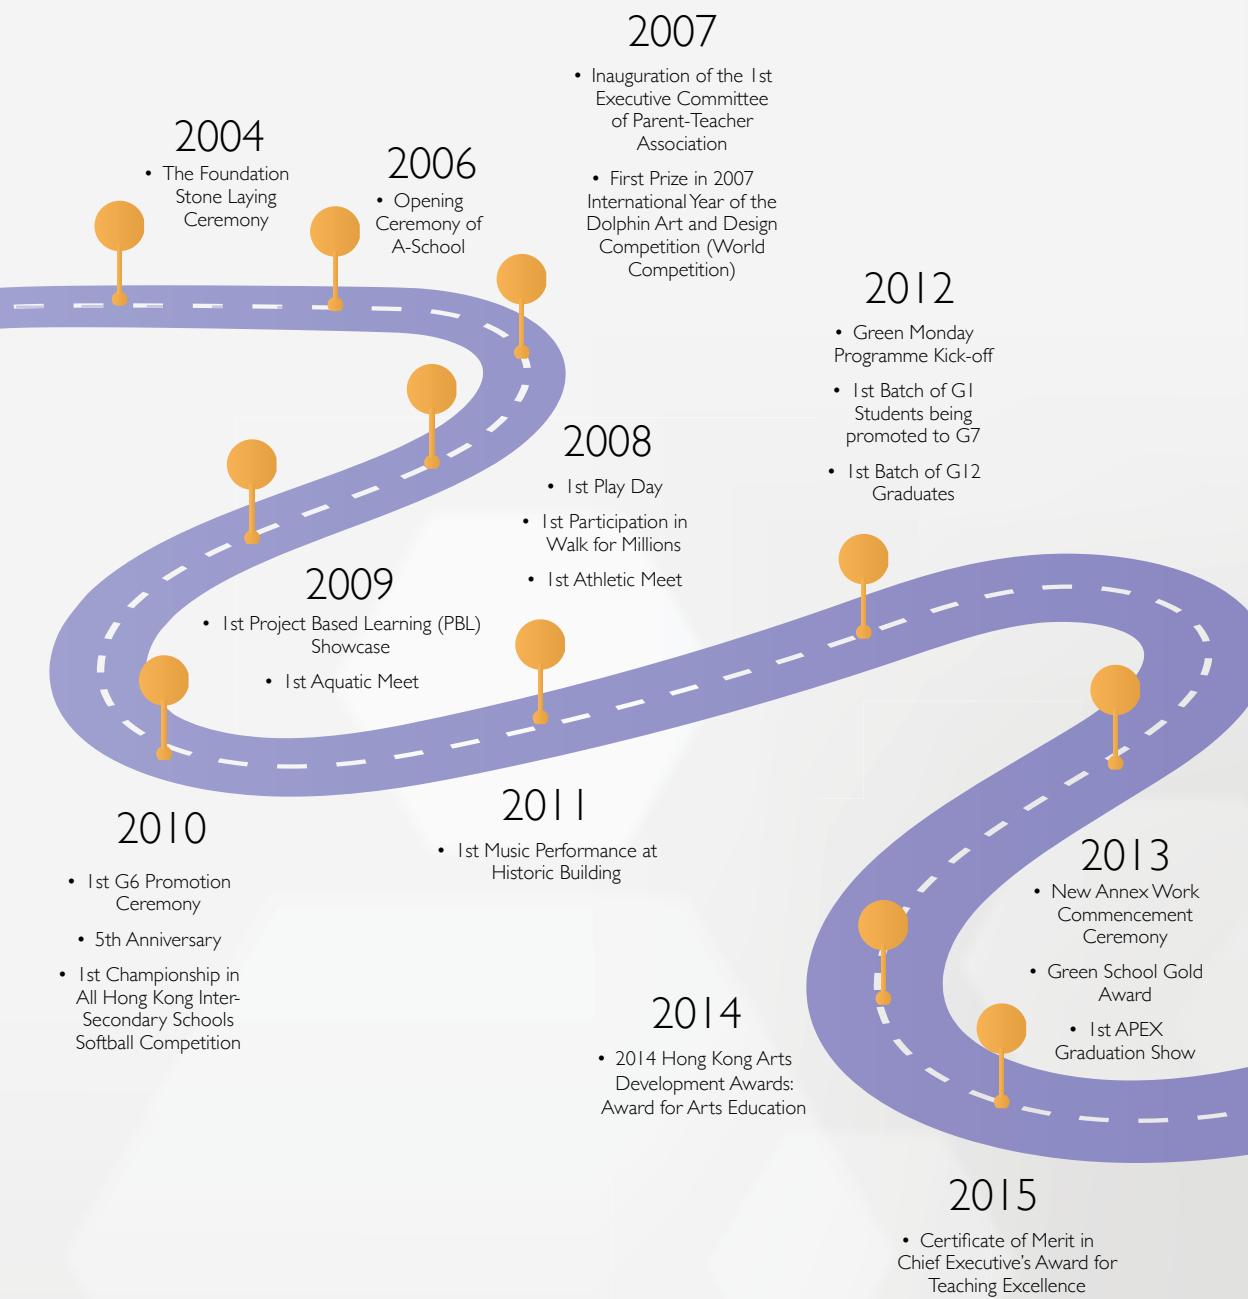 2004
• The Foundation
Stone Laying
Ceremony
2006
• Opening
Ceremony of
A-School
2007
• Inauguration of the 1st
Executive Committee
of Parent-Teacher
Association
• First Prize in 2007
International Year of the
Dolphin Art and Design
Competition (World
Competition)
2008
• 1st Play Day
• 1st Participation in
Walk for Millions
• 1st Athletic Meet
2009
• 1st Project Based Learning (PBL)
Showcase
• 1st Aquatic Meet
2010
• 1st G6 Promotion
Ceremony
• 5th Anniversary
• 1st Championship in
All Hong Kong Inter-
Secondary Schools
Softball Competition
2011
• 1st Music Performance at
Historic Building
2012
• Green Monday
Programme Kick-off
• 1st Batch of G1
Students being
promoted to G7
• 1st Batch of G12
Graduates
2013
• New Annex Work
Commencement
Ceremony
• Green School Gold
Award
• 1st APEX
Graduation Show
2014
• 2014 Hong Kong Arts
Development Awards:
Award for Arts Education
2015
• Certificate of Merit in
Chief Executive's Award for
Teaching Excellence